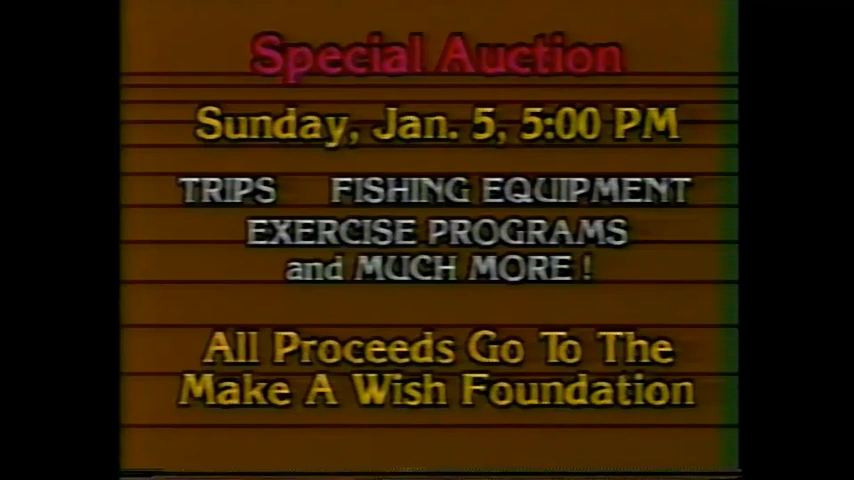 Special Auction
Sunday, Jan. 5, 5:00 PM
TRIPS FISHING EQUIPMENT
EXERCISE PROGRAMS
and MUCH MORE !
All Proceeds Go To The
Make A Wish Foundation